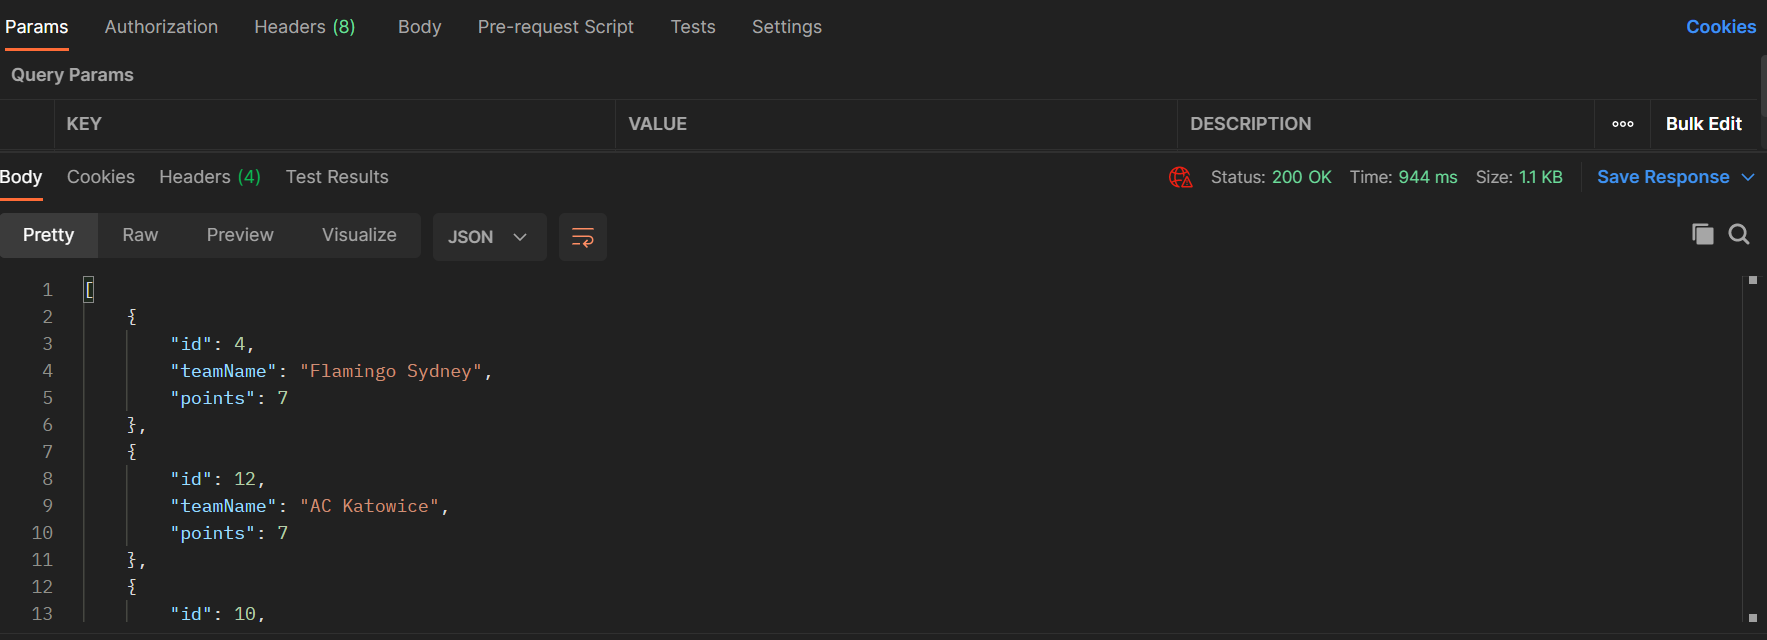 Params Authorization Headers (8) Body Pre-request Script Tests Settings Cookies
Query Params
KEY VALUE DESCRIPTION ooo Bulk Edit
Body Cookies Headers (4) Test Results Status: 200 OK Time: 944 ms Size: 1.1 KB Save Response
Pretty Raw Preview Visualize JSON
1 [
2 {
3 "id": 4,
4 "teamName": "Flamingo Sydney",
5 "points": 7
6 },
7 {
8 "id": 12,
9 "teamName": "AC Katowice",
10 "points": 7
11 },
12 {
13 "id": 10,